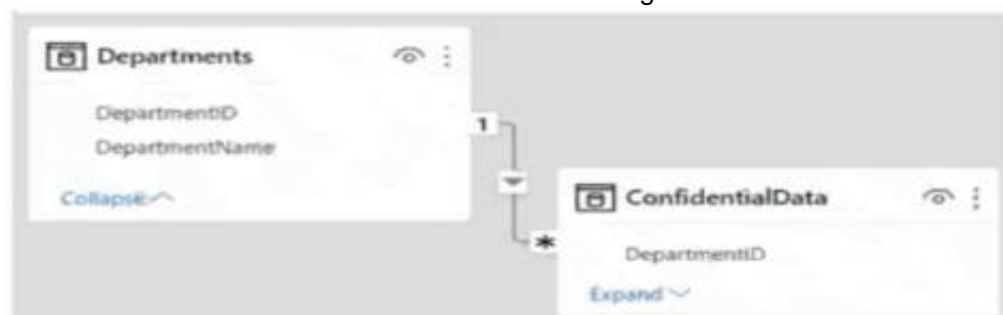 Departments
DepartmentID
DepartmentName
Collapse
1
*
ConfidentialData
DepartmentID
Expand